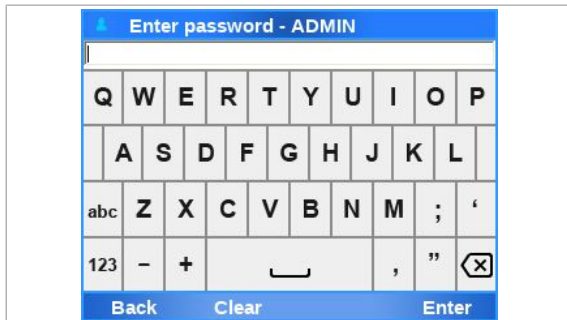 Enter password - ADMIN
Q W E R T Y U I O P
A S D F G H J K L
abc Z X C V B N M ; ‘
123 - + , ”
Back Clear Enter